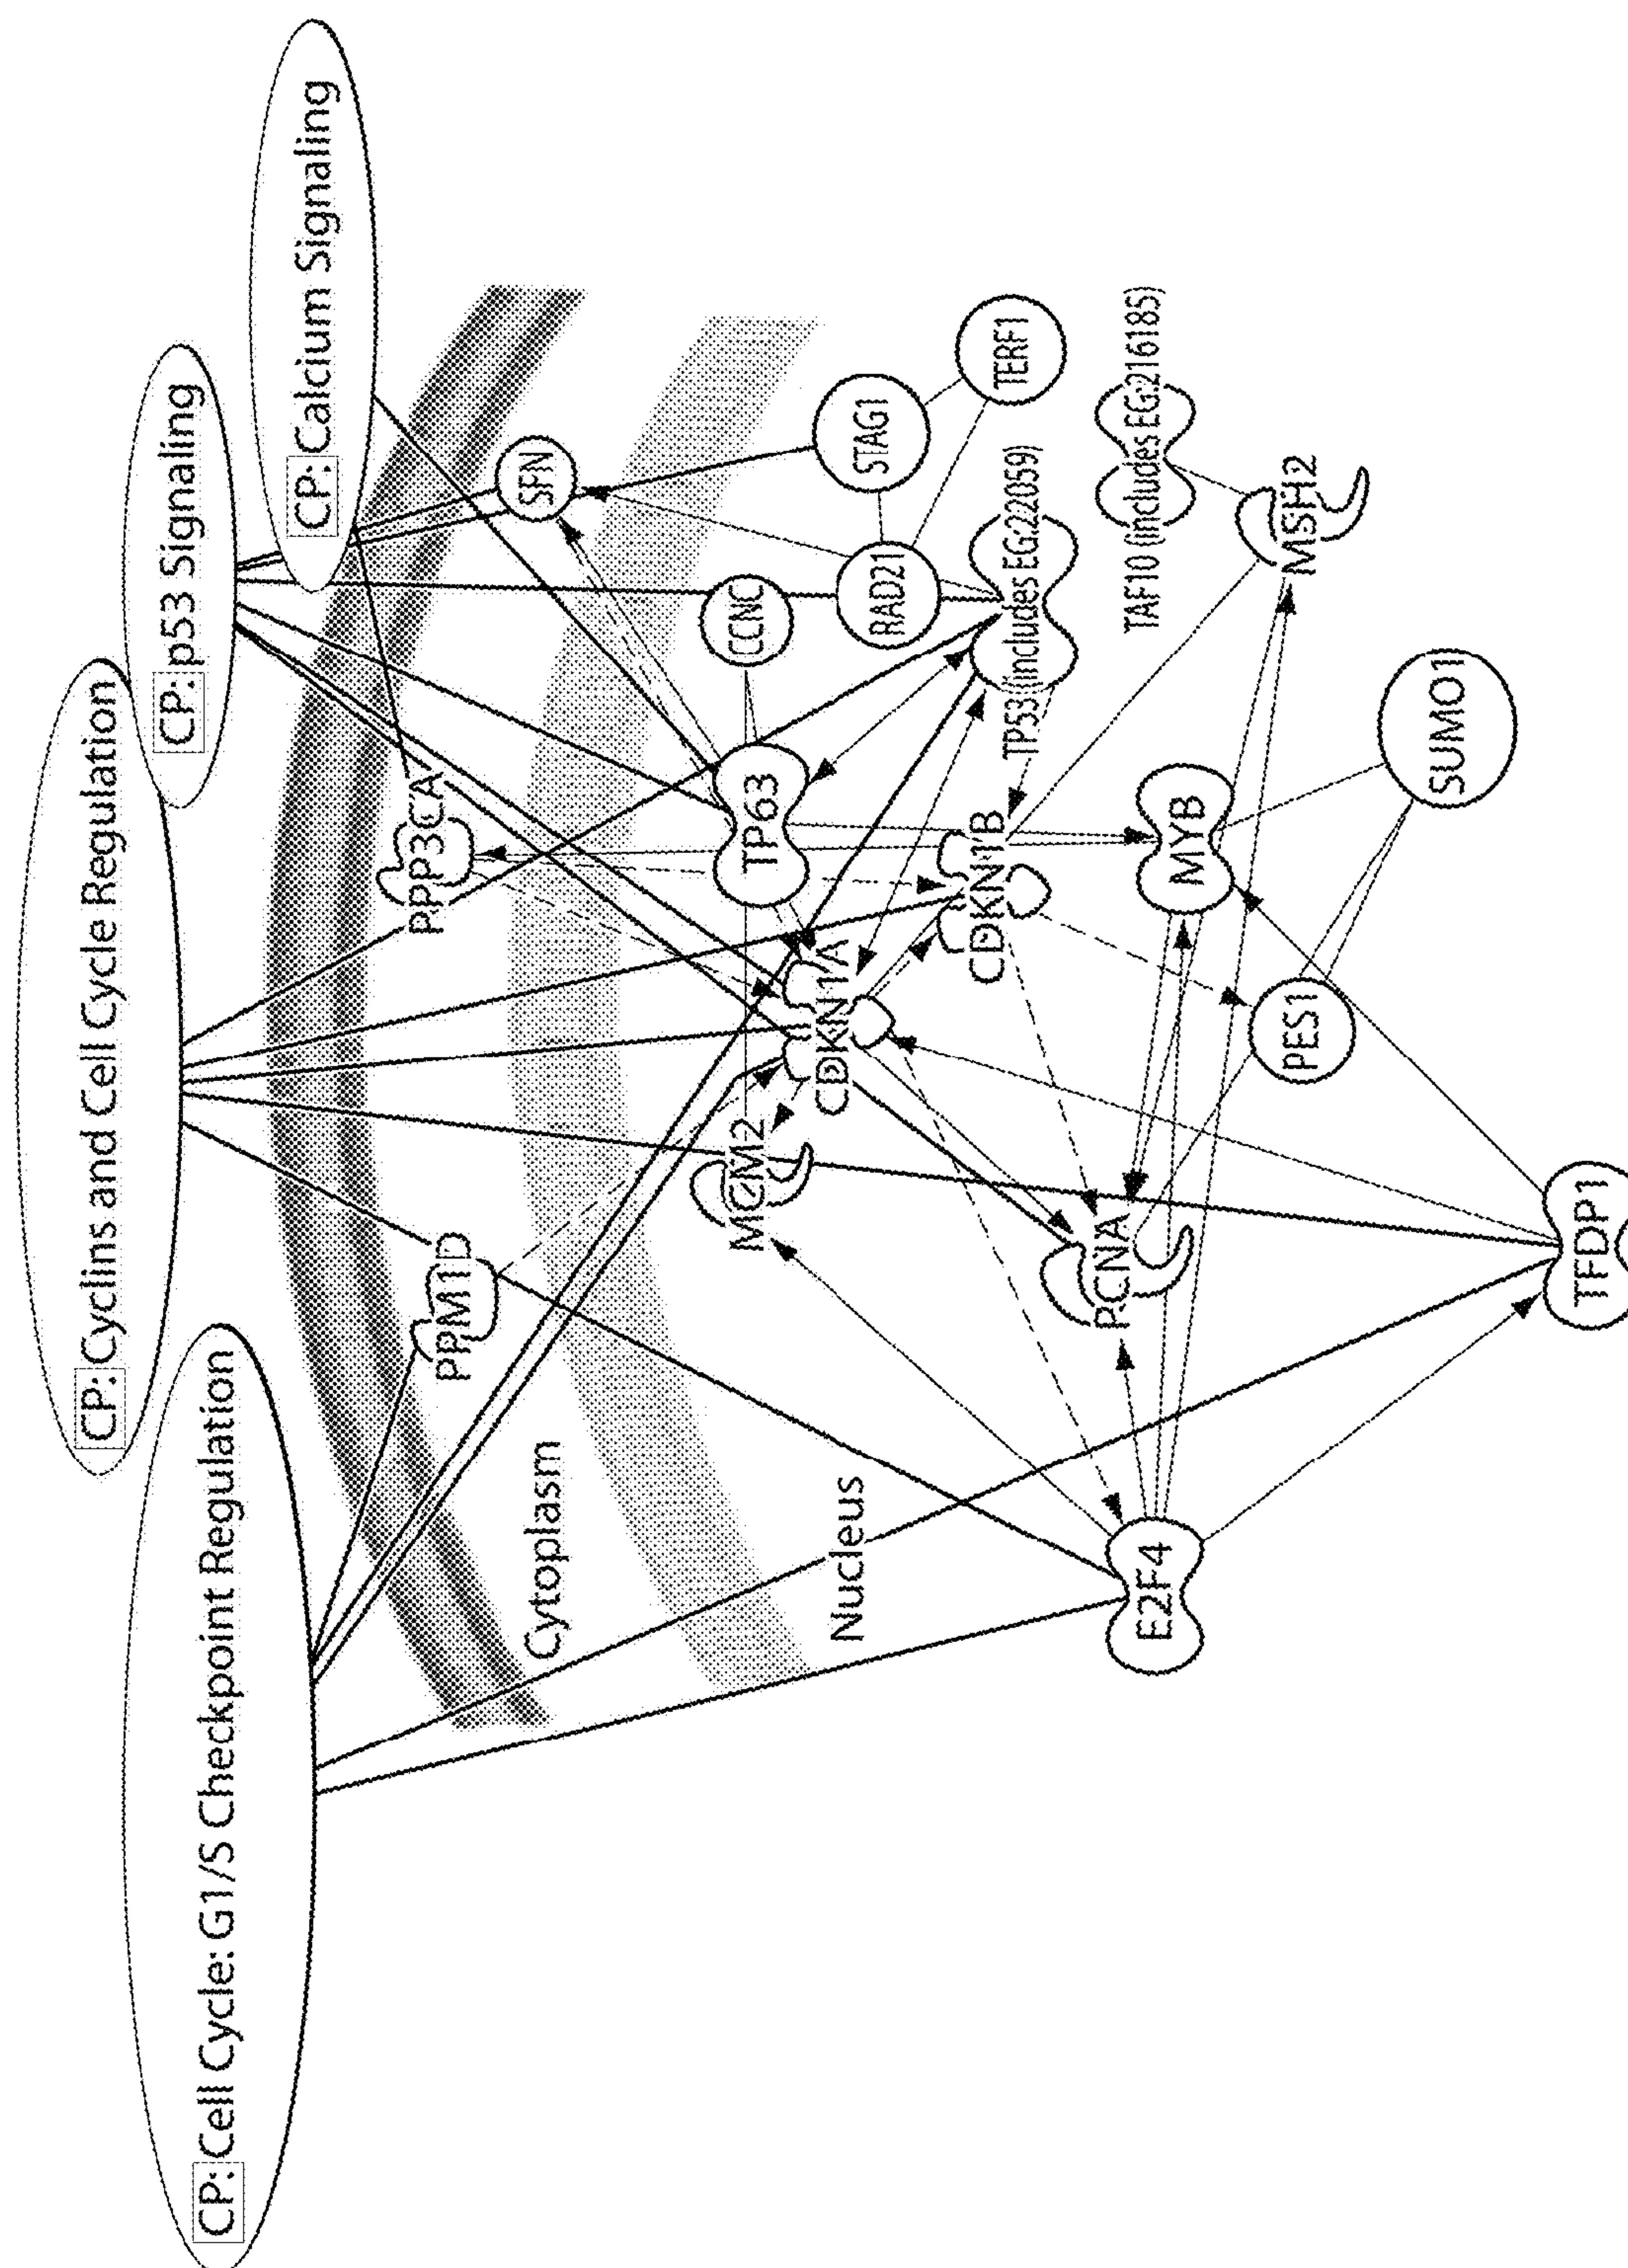 CP: Cyclins and Cell Cycle Regulation
CP: p53 Signaling
CP: Cell Cycle: G1/S Checkpoint Regulation
CP: Calcium Signaling
PPM1D
PPP3CA
SFN
Cytoplasm
MCM2
TP63
CCNC
CDKN1A
Nucleus
STAG1
RAD21
CDKN1B
TERF1
TP53 (includes EG:22059)
PCNA
E2F4
MYB
TAF10 (includes EG:216185)
PES1
MSH2
SUMO1
TFDP1